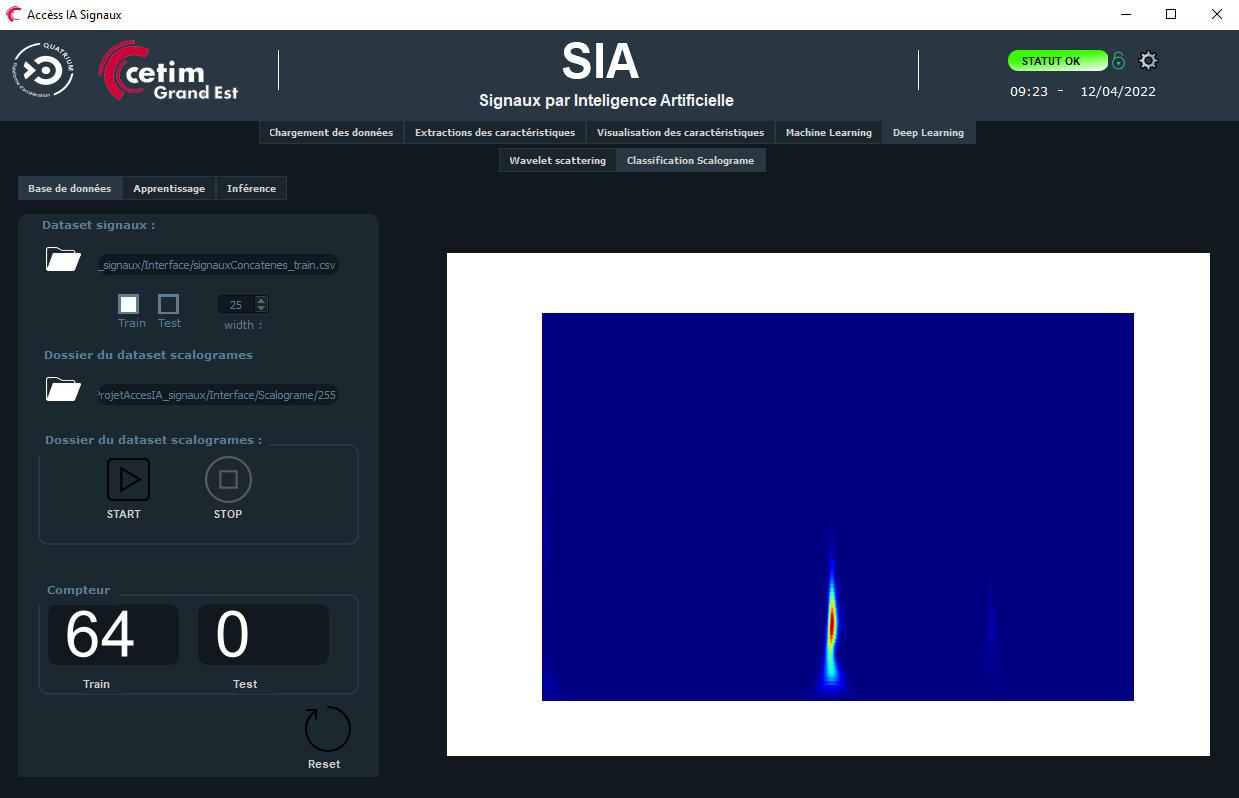 Accèss IA Signaux
QUATRIUM
cetim
Grand Est
SIA
Signaux par Inteligence Artificielle
STATUT OK
09:23 - 12/04/2022
Chargement des données Extractions des caractéristiques Visualisation des caractéristiques Machine Learning Deep Learning
Wavelet scattering Classification Scalograme
Base de données Apprentissage Inférence
Dataset signaux :
_signaux/Interface/signauxConcatenes_train.csv
25
Train Test width :
Dossier du dataset scalogrames
ProjetAccesIA_signaux/Interface/Scalograme/255
Dossier du dataset scalogrames :
START STOP
Compteur
64 0
Train Test
Reset